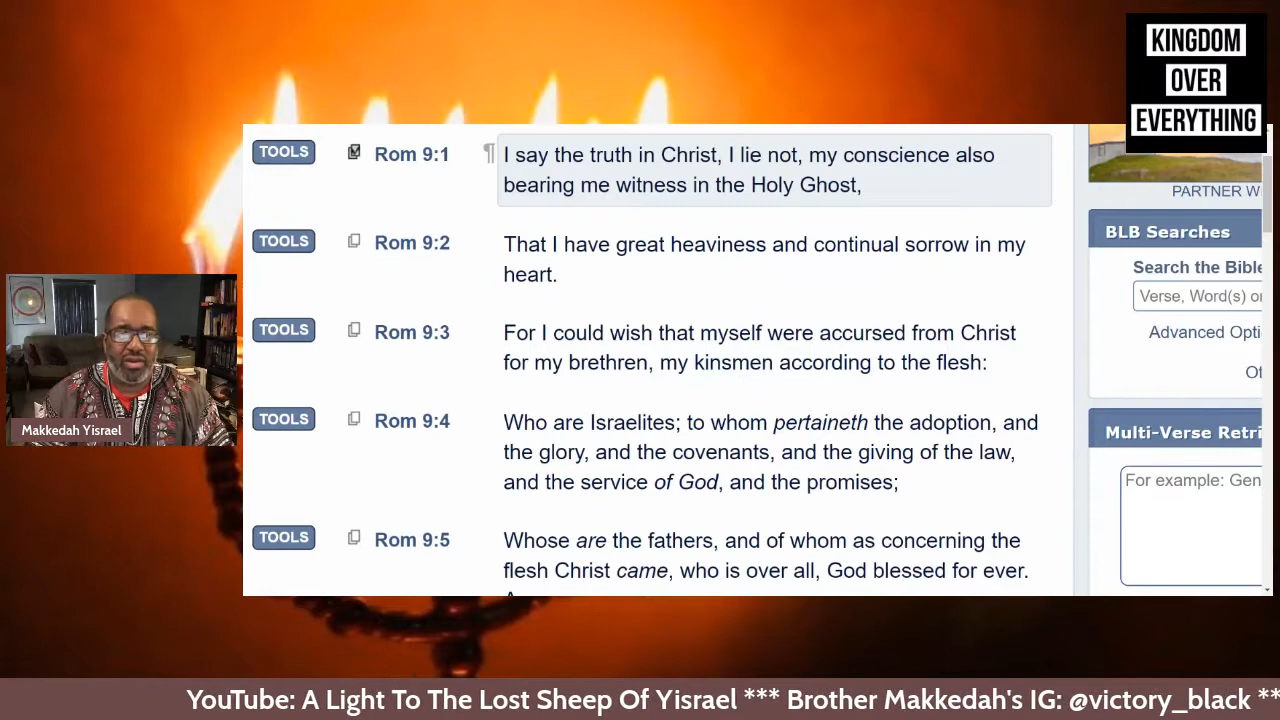 KINGDOM
OVER
EVERYTHING
TOOLS
Rom 9:1
¶
I say the truth in Christ, I lie not, my conscience also
bearing me witness in the Holy Ghost,
TOOLS
Rom 9:2
That I have great heaviness and continual sorrow in my
heart.
TOOLS
Rom 9:3
For I could wish that myself were accursed from Christ
for my brethren, my kinsmen according to the flesh:
TOOLS
Rom 9:4
Who are Israelites; to whom pertaineth the adoption, and
the glory, and the covenants, and the giving of the law,
and the service of God, and the promises;
TOOLS
Rom 9:5
Whose are the fathers, and of whom as concerning the
flesh Christ came, who is over all, God blessed for ever.
PARTNER W
BLB Searches
Search the Bible
Verse, Word(s) or
Advanced Opti
Ot
Multi-Verse Retri
For example: Gen
Makkedah Yisrael
YouTube: A Light To The Lost Sheep Of Yisrael *** Brother Makkedah's IG: @victory_black **